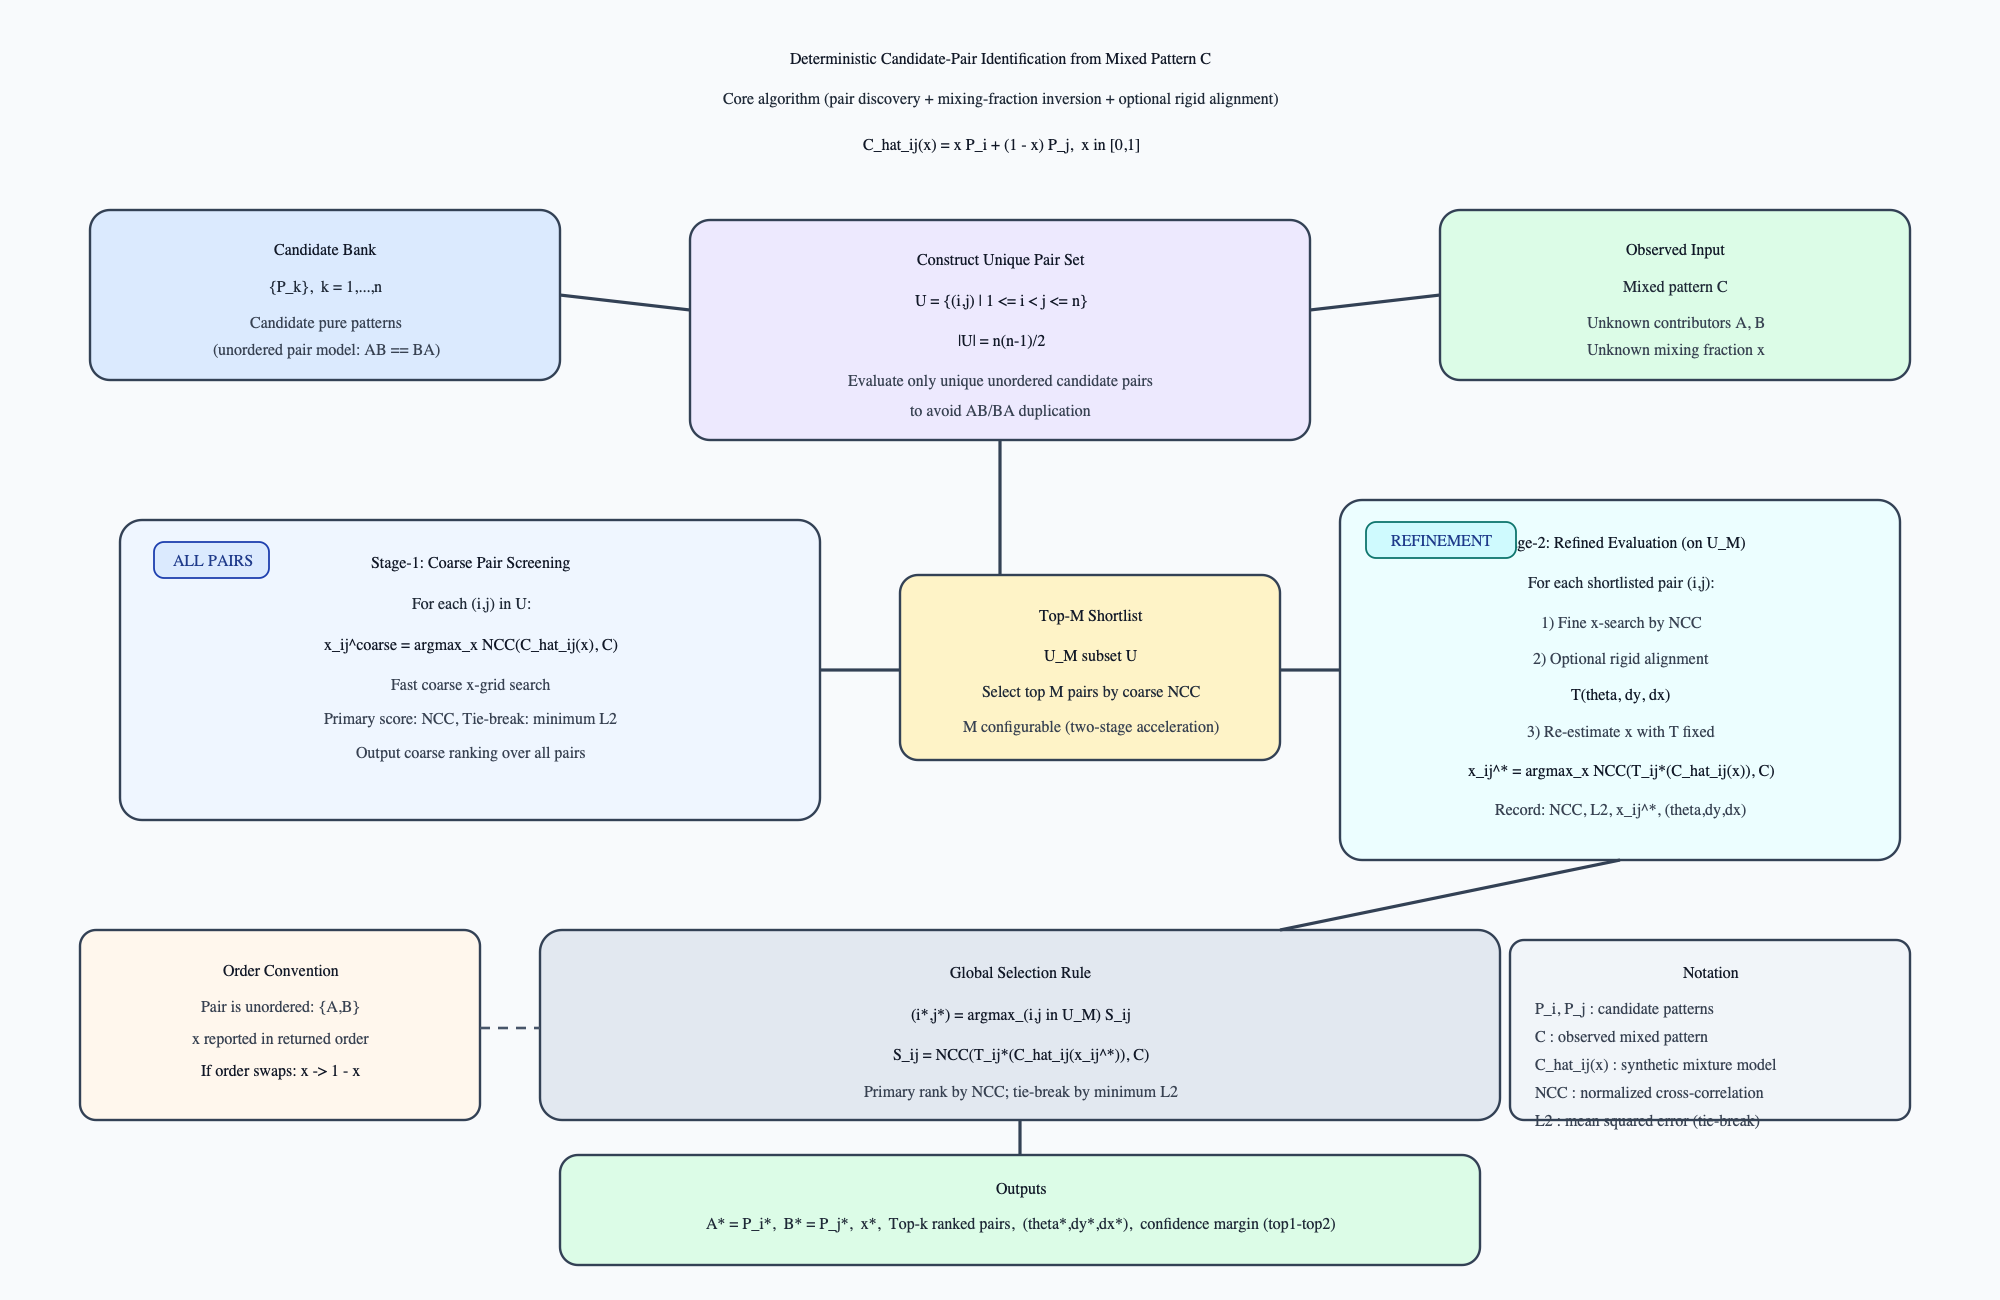 Deterministic Candidate-Pair Identification from Mixed Pattern C
Core algorithm (pair discovery + mixing-fraction inversion + optional rigid alignment)
C_hat_ij(x) = x P_i + (1 - x) P_j,  x in [0,1]
Candidate Bank
{P_k},  k = 1,...,n
Candidate pure patterns
(unordered pair model: AB == BA)
Construct Unique Pair Set
U = {(i,j) | 1 <= i < j <= n}
|U| = n(n-1)/2
Evaluate only unique unordered candidate pairs
to avoid AB/BA duplication
Observed Input
Mixed pattern C
Unknown contributors A, B
Unknown mixing fraction x
ALL PAIRS
Stage-1: Coarse Pair Screening
For each (i,j) in U:
x_ij^coarse = argmax_x NCC(C_hat_ij(x), C)
Fast coarse x-grid search
Primary score: NCC, Tie-break: minimum L2
Output coarse ranking over all pairs
Top-M Shortlist
U_M subset U
Select top M pairs by coarse NCC
M configurable (two-stage acceleration)
REFINEMENT
ge-2: Refined Evaluation (on U_M)
For each shortlisted pair (i,j):
1) Fine x-search by NCC
2) Optional rigid alignment
T(theta, dy, dx)
3) Re-estimate x with T fixed
x_ij^* = argmax_x NCC(T_ij*(C_hat_ij(x)), C)
Record: NCC, L2, x_ij^*, (theta,dy,dx)
Order Convention
Pair is unordered: {A,B}
x reported in returned order
If order swaps: x -> 1 - x
Global Selection Rule
(i*,j*) = argmax_(i,j in U_M) S_ij
S_ij = NCC(T_ij*(C_hat_ij(x_ij^*)), C)
Primary rank by NCC; tie-break by minimum L2
Notation
P_i, P_j : candidate patterns
C : observed mixed pattern
C_hat_ij(x) : synthetic mixture model
NCC : normalized cross-correlation
L2 : mean squared error (tie-break)
Outputs
A* = P_i*,  B* = P_j*,  x*,  Top-k ranked pairs,  (theta*,dy*,dx*),  confidence margin (top1-top2)